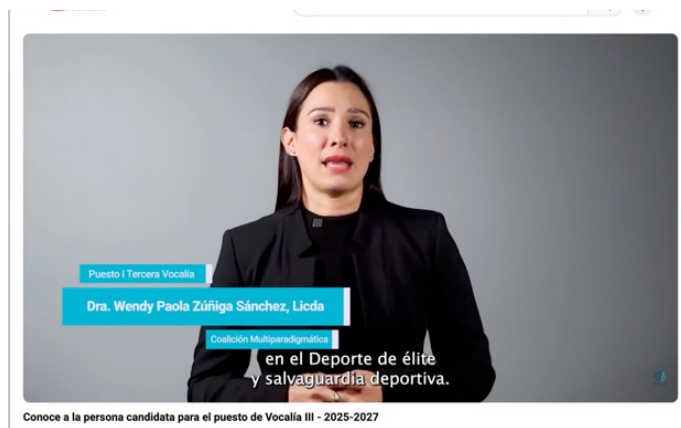 Puesto I Tercera Vocalía
Dra. Wendy Paola Zúñiga Sánchez, Licda
Coalición Multiparadigmática
en el Deporte de élite
y salvaguardia deportiva.
Conoce a la persona candidata para el puesto de Vocalía III - 2025-2027